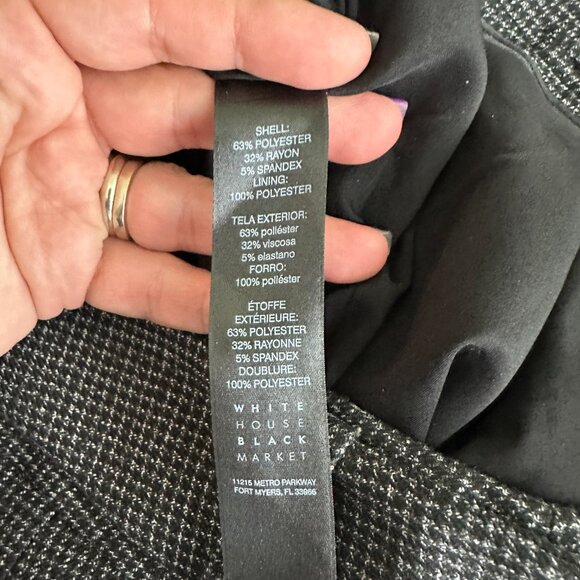 SHELL:
63% POLYESTER
32% RAYON
5% SPANDEX
LINING:
100% POLYESTER
TELA EXTERIOR:
63% poliéster
32% viscosa
5% elastano
FORRO:
100% poliéster
ÉTOFFE
EXTÉRIEURE:
63% POLYESTER
32% RAYONNE
5% SPANDEX
DOUBLURE:
100% POLYESTER
WHITE
HOUSE
BLACK
MARKET
11215 METRO PARKWAY
FORT MYERS, FL 33966